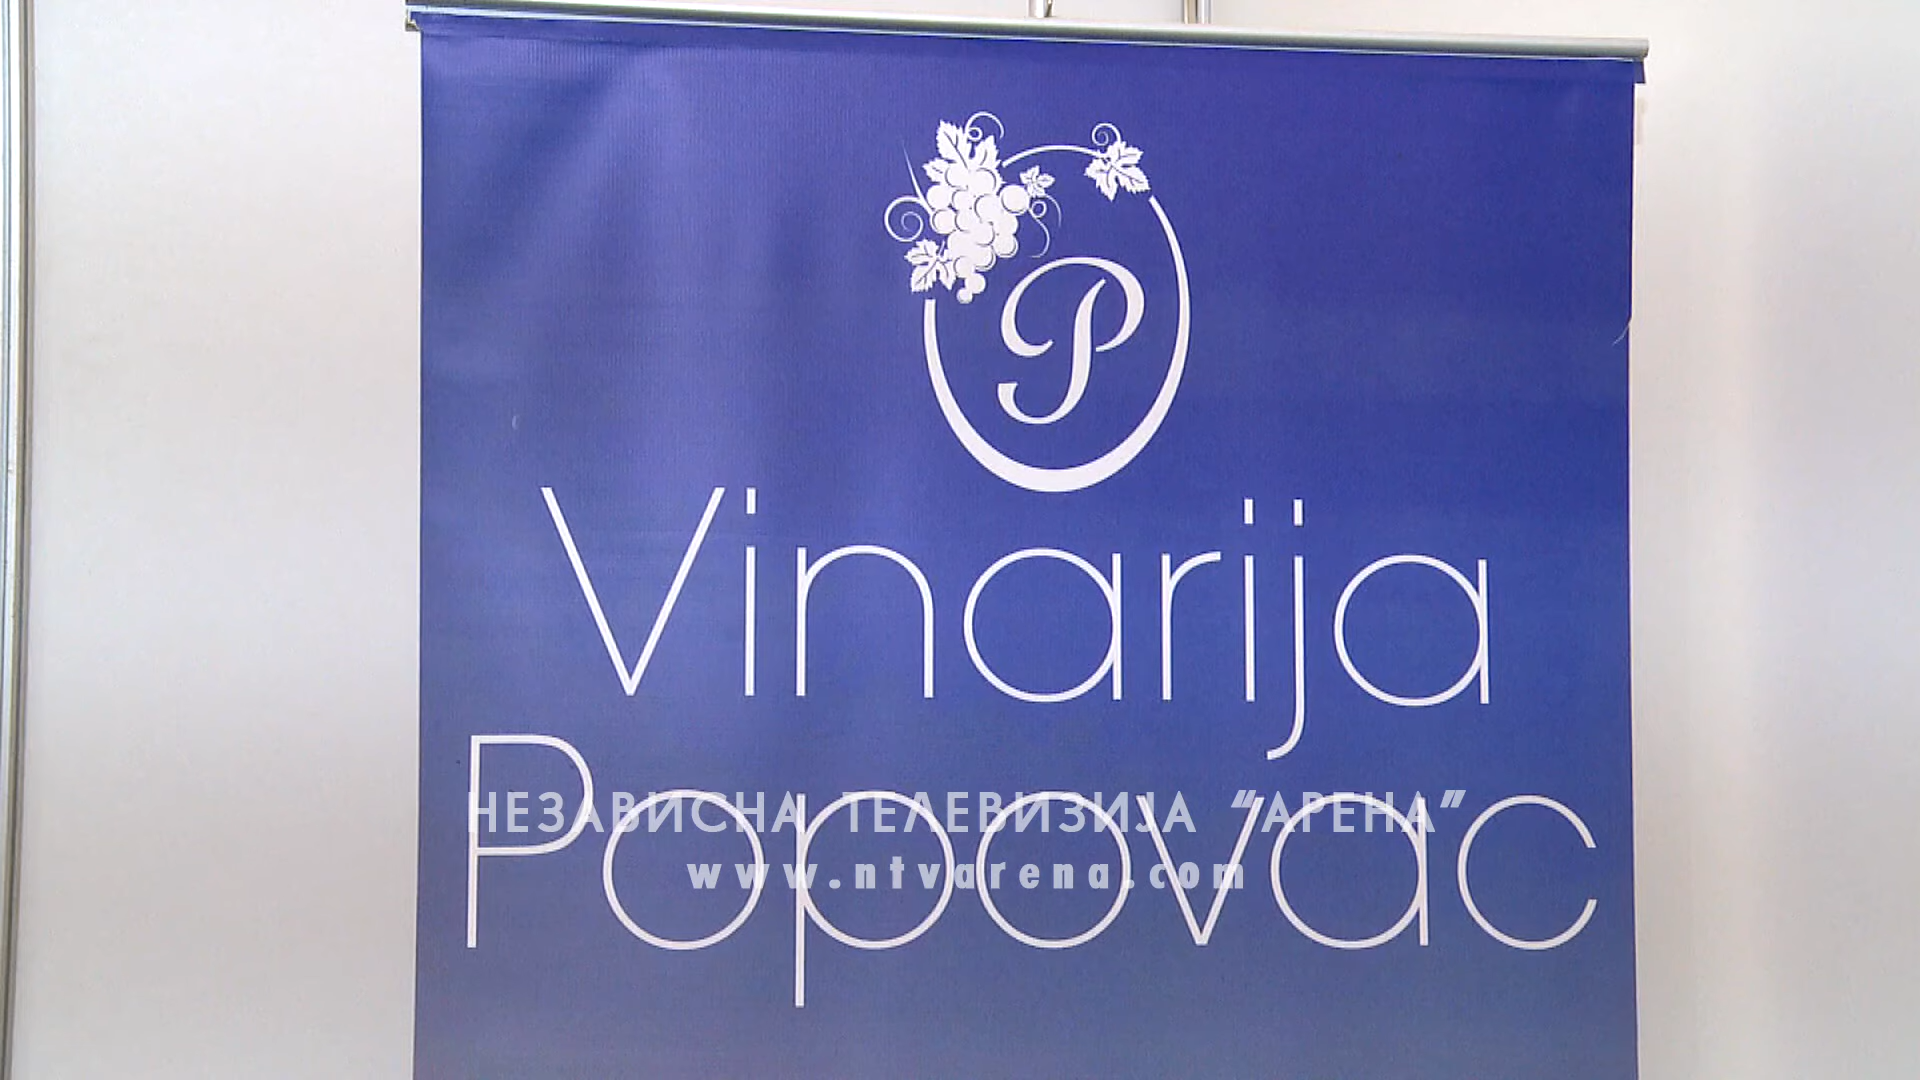 P
Vinarija
Popovac
НЕЗАВИСНА ТЕЛЕВИЗИЈА “АРЕНА”
www.ntvarena.com